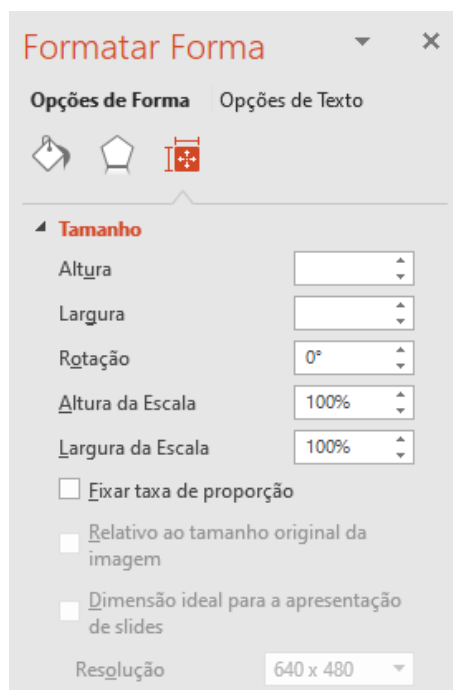 Formatar Forma
Opções de Forma Opções de Texto
Tamanho
Altura
Largura
Rotação 0°
Altura da Escala 100%
Largura da Escala 100%
Fixar taxa de proporção
Relativo ao tamanho original da
imagem
Dimensão ideal para a apresentação
de slides
Resolução 640 x 480